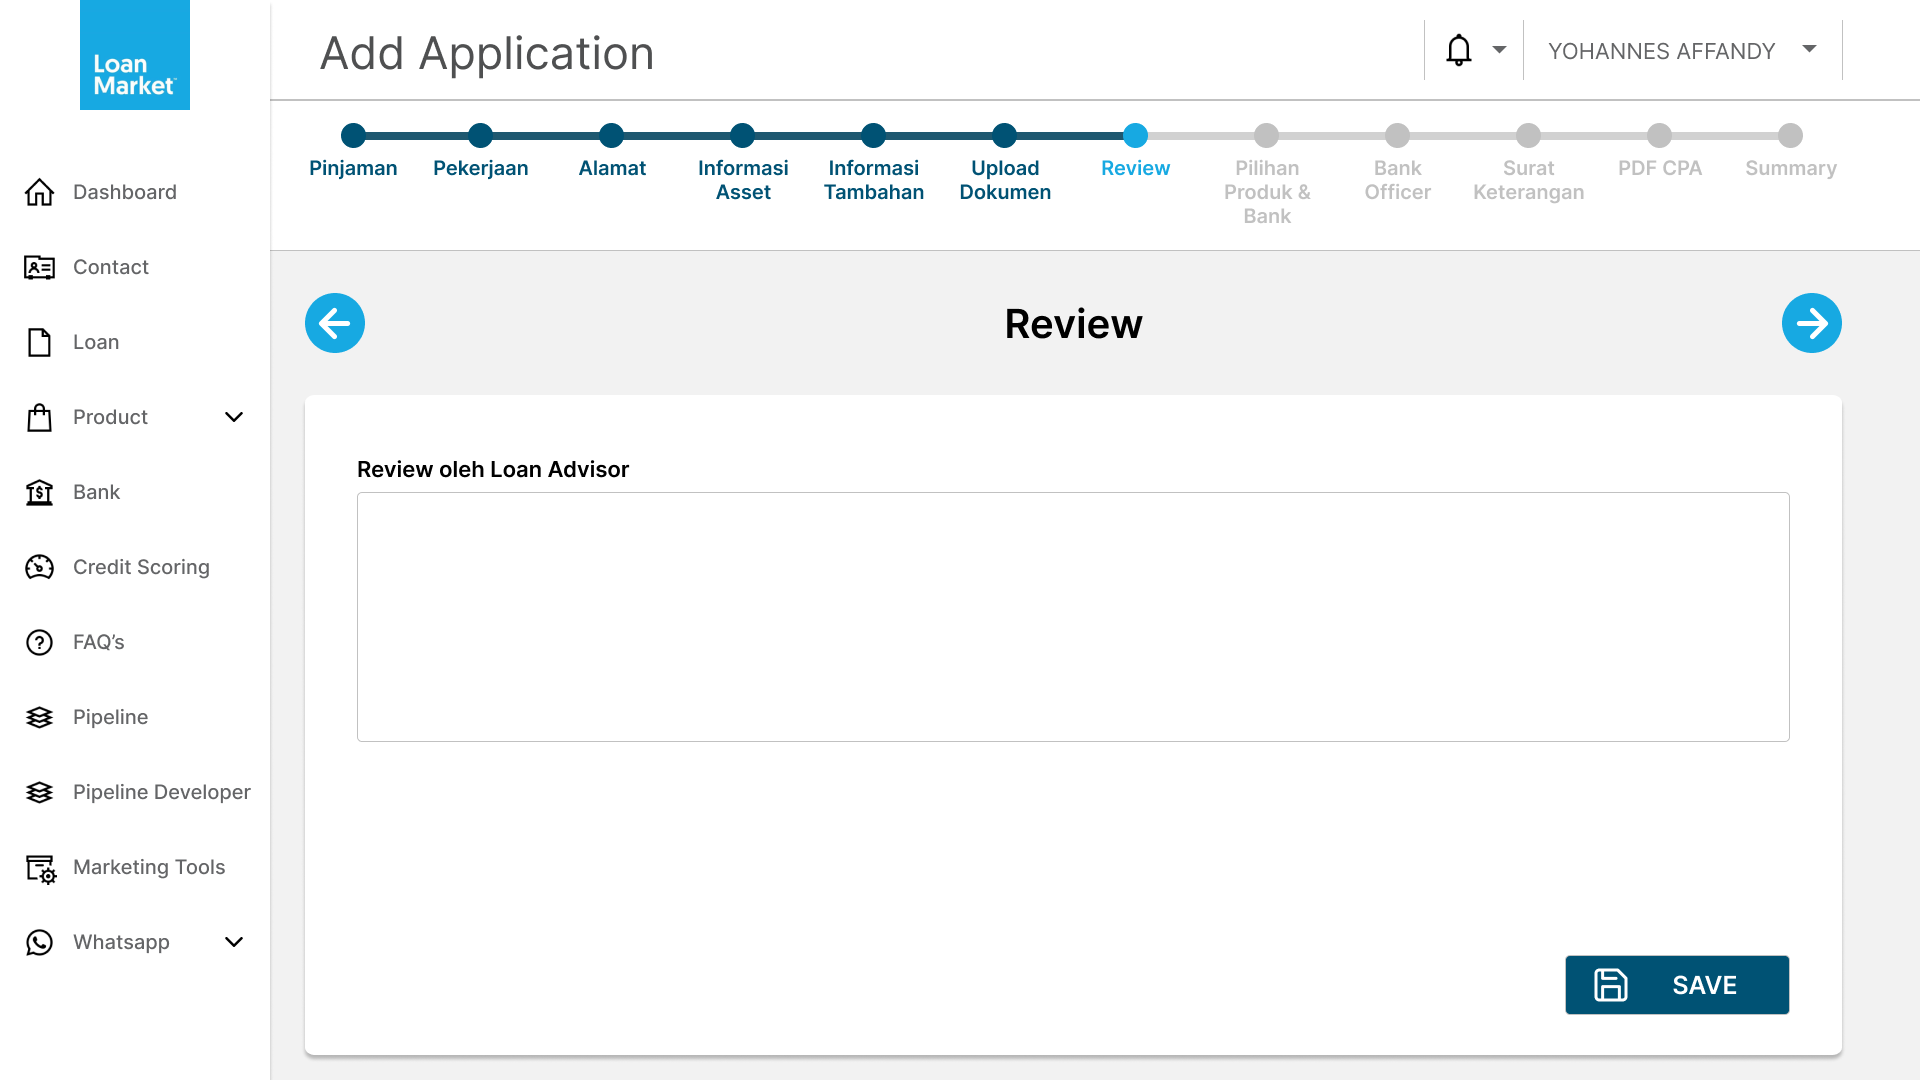 Loan
Market
Add Application
YOHANNES AFFANDY
Pinjaman
Pekerjaan
Alamat
Informasi
Asset
Informasi
Tambahan
Upload
Dokumen
Review
Pilihan
Produk &
Bank
Bank
Officer
Surat
Keterangan
PDF CPA
Summary
Dashboard
Contact
Loan
Product
Bank
Credit Scoring
FAQ’s
Pipeline
Pipeline Developer
Marketing Tools
Whatsapp
Review
Review oleh Loan Advisor
SAVE